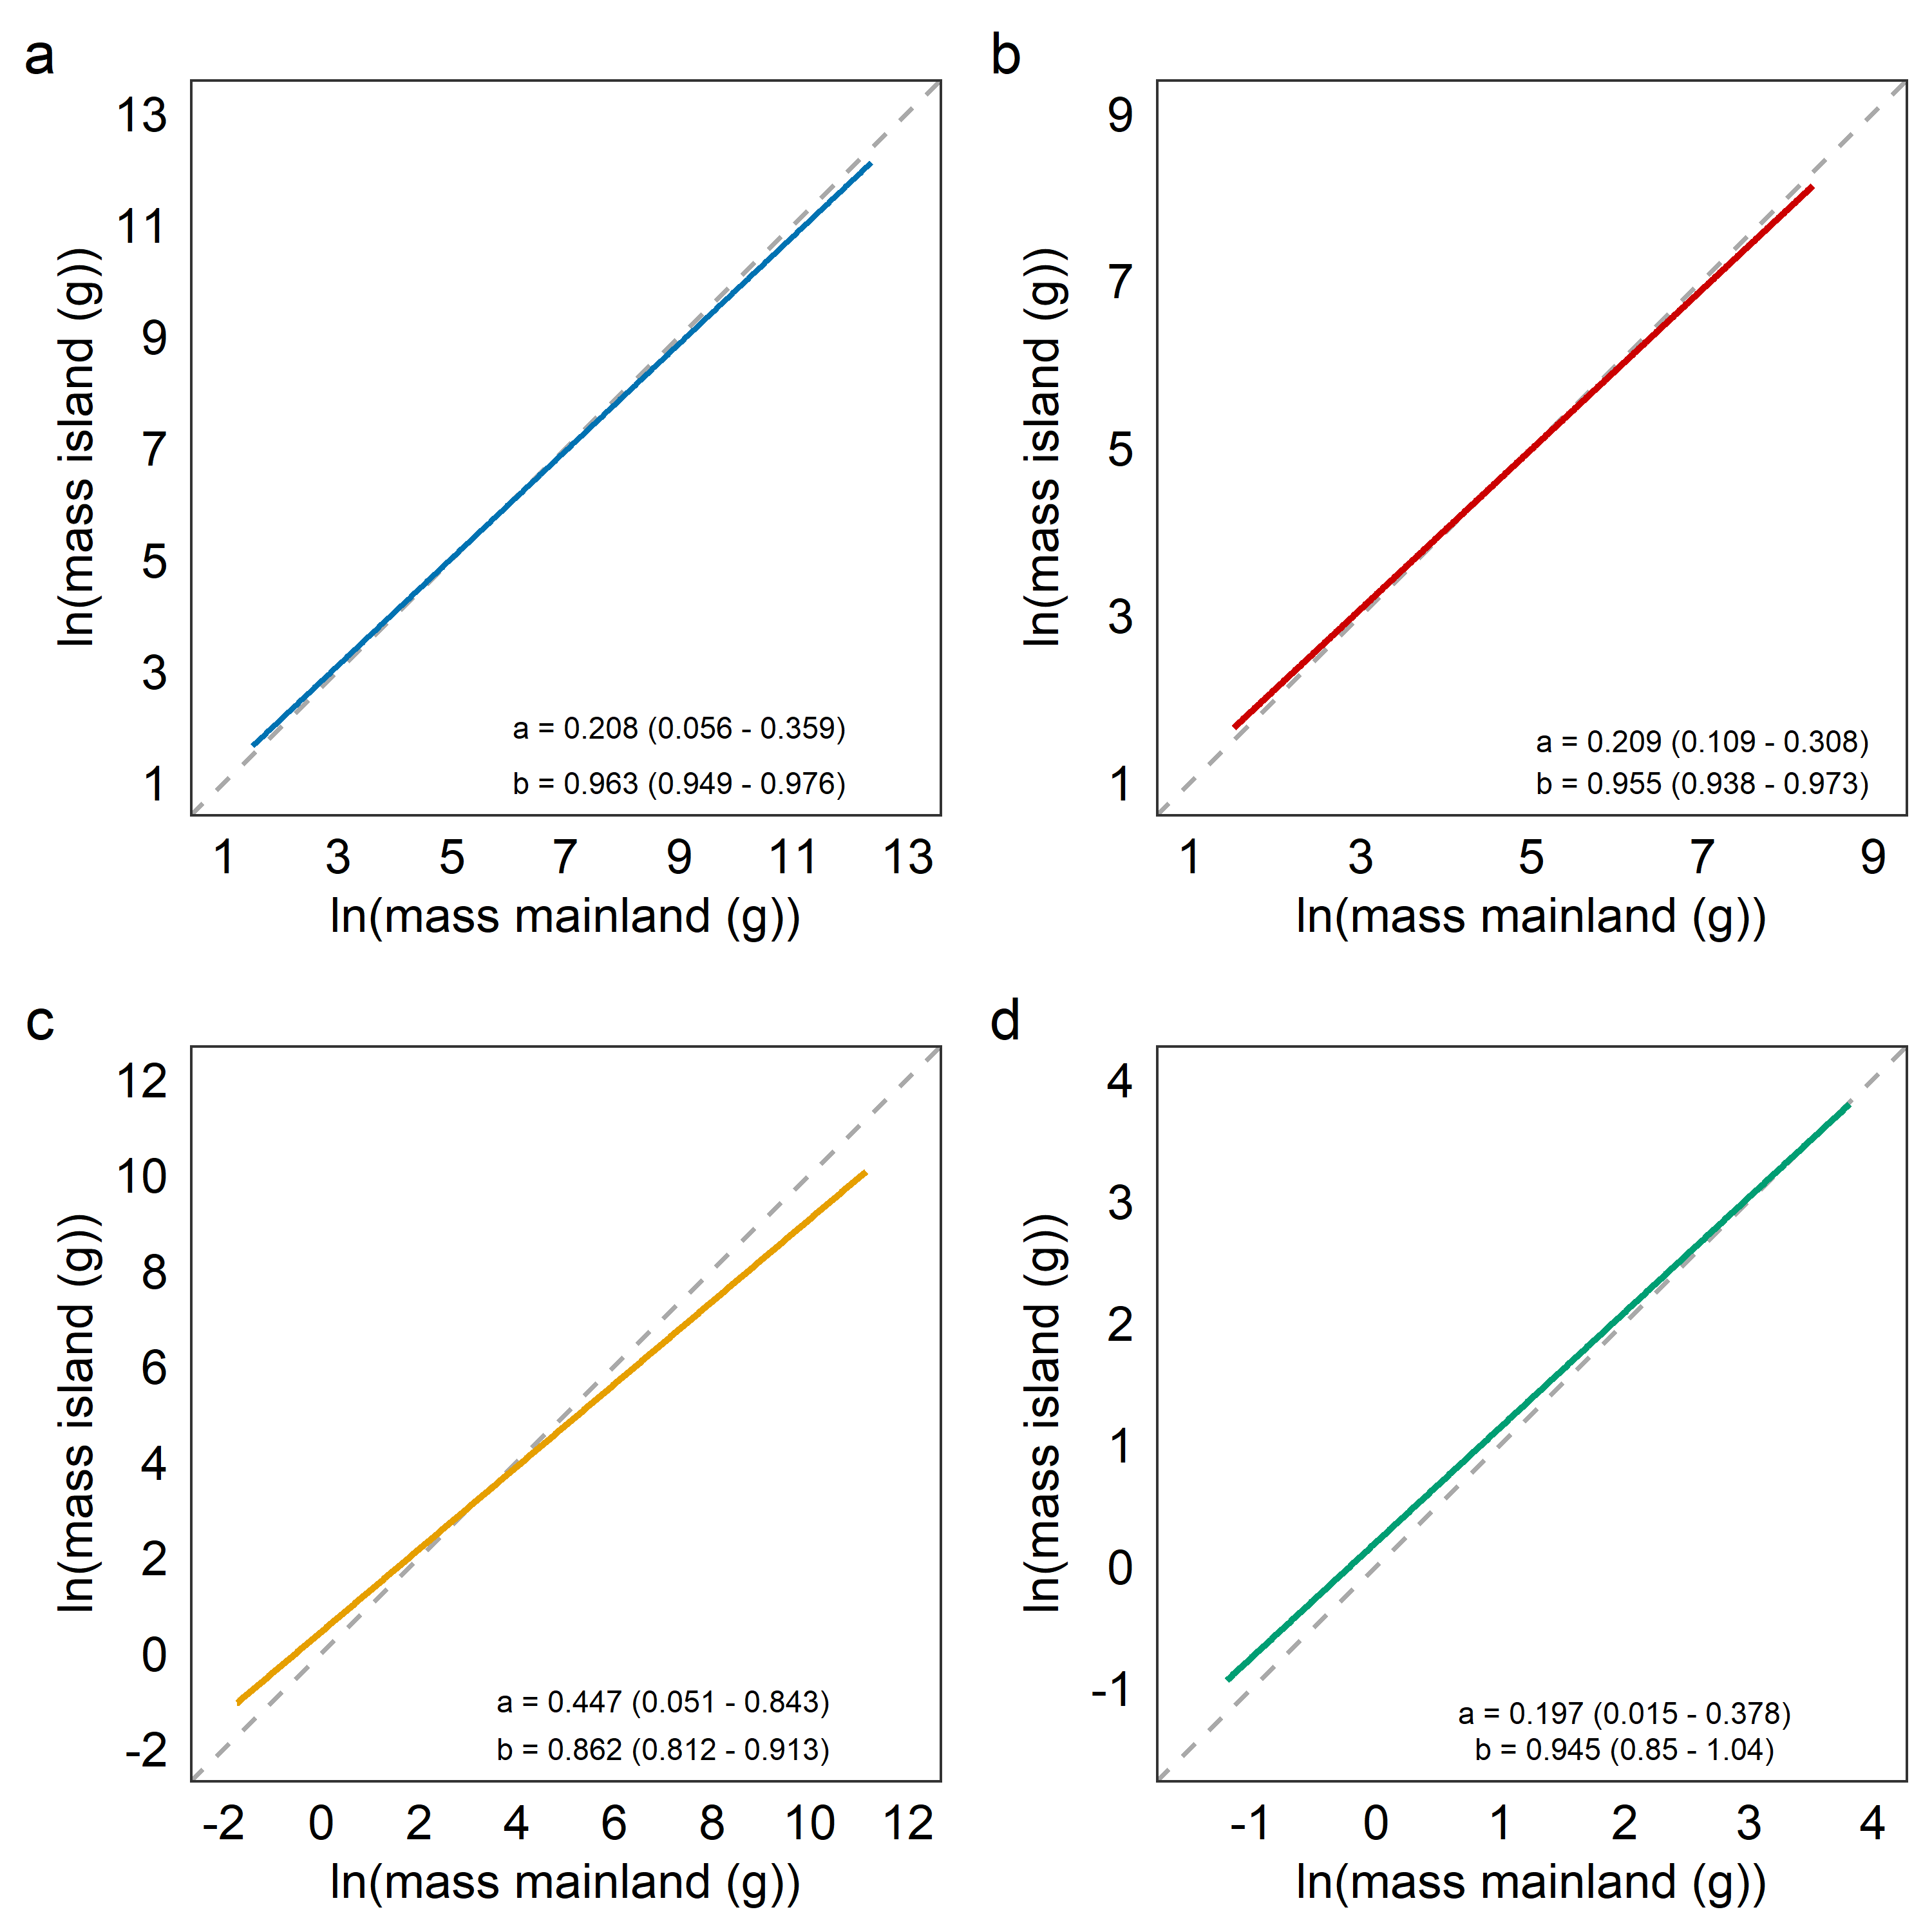 a
13
11
9
7
5
3
1
ln(mass island (g))
a = 0.208 (0.056 - 0.359)
b = 0.963 (0.949 - 0.976)
1 3 5 7 9 11 13
ln(mass mainland (g))
b
9
7
5
3
1
ln(mass island (g))
a = 0.209 (0.109 - 0.308)
b = 0.955 (0.938 - 0.973)
1 3 5 7 9
ln(mass mainland (g))
c
12
10
8
6
4
2
0
-2
ln(mass island (g))
a = 0.447 (0.051 - 0.843)
b = 0.862 (0.812 - 0.913)
-2 0 2 4 6 8 10 12
ln(mass mainland (g))
d
4
3
2
1
0
-1
ln(mass island (g))
a = 0.197 (0.015 - 0.378)
b = 0.945 (0.85 - 1.04)
-1 0 1 2 3 4
ln(mass mainland (g))